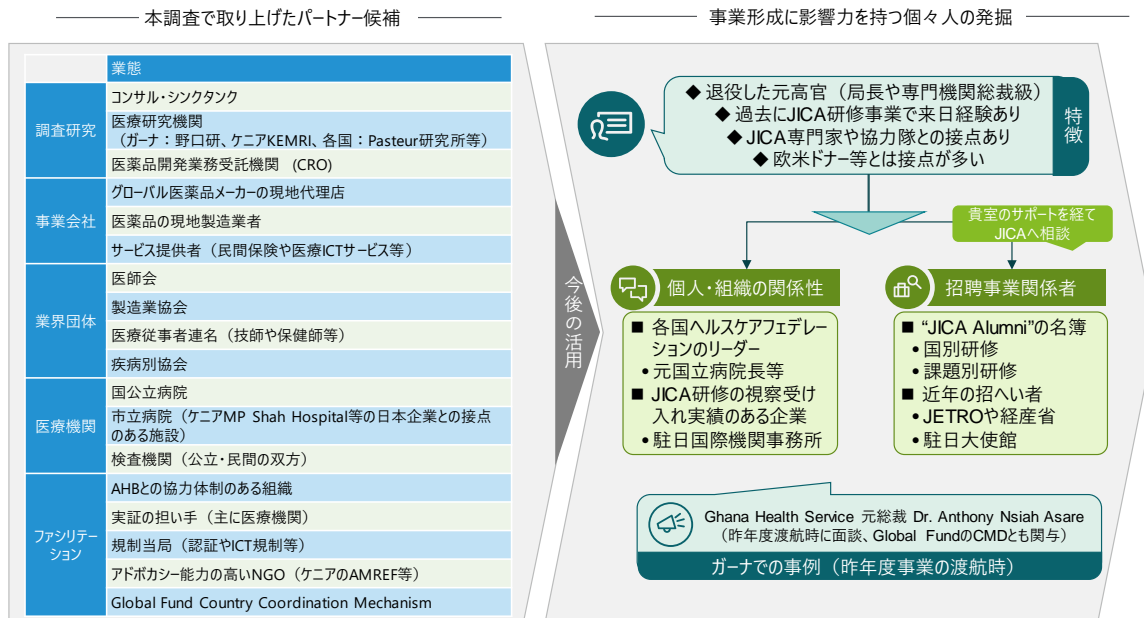 本調査で取り上げたパートナー候補
業態
調査研究
コンサル・シンクタンク
医療研究機関
（ガーナ：野口研、ケニアKEMRI、各国：Pasteur研究所等）
医薬品開発業務受託機関 (CRO)
事業会社
グローバル医薬品メーカーの現地代理店
医薬品の現地製造業者
サービス提供者（民間保険や医療ICTサービス等）
業界団体
医師会
製造業協会
医療従事者連名（技師や保健師等）
疾病別協会
医療機関
国公立病院
市立病院（ケニアMP Shah Hospital等の日本企業との接点
のある施設）
検査機関（公立・民間の双方）
ファシリテー
ション
AHBとの協力体制のある組織
実証の担い手（主に医療機関）
規制当局（認証やICT規制等）
アドボカシー能力の高いNGO（ケニアのAMREF等）
Global Fund Country Coordination Mechanism
今後の活用
事業形成に影響力を持つ個々人の発掘
◆ 退役した元高官（局長や専門機関総裁級）
◆ 過去にJICA研修事業で来日経験あり
◆ JICA専門家や協力隊との接点あり
◆ 欧米ドナー等とは接点が多い
特徴
貴室のサポートを経て
JICAへ相談
個人・組織の関係性
■ 各国ヘルスケアフェデレー
ションのリーダー
• 元国立病院長等
■ JICA研修の視察受け
入れ実績のある企業
• 駐日国際機関事務所
招聘事業関係者
■ “JICA Alumni”の名簿
• 国別研修
• 課題別研修
■ 近年の招へい者
• JETROや経産省
• 駐日大使館
Ghana Health Service 元総裁 Dr. Anthony Nsiah Asare
（昨年度渡航時に面談、Global FundのCMDとも関与）
ガーナでの事例（昨年度事業の渡航時）